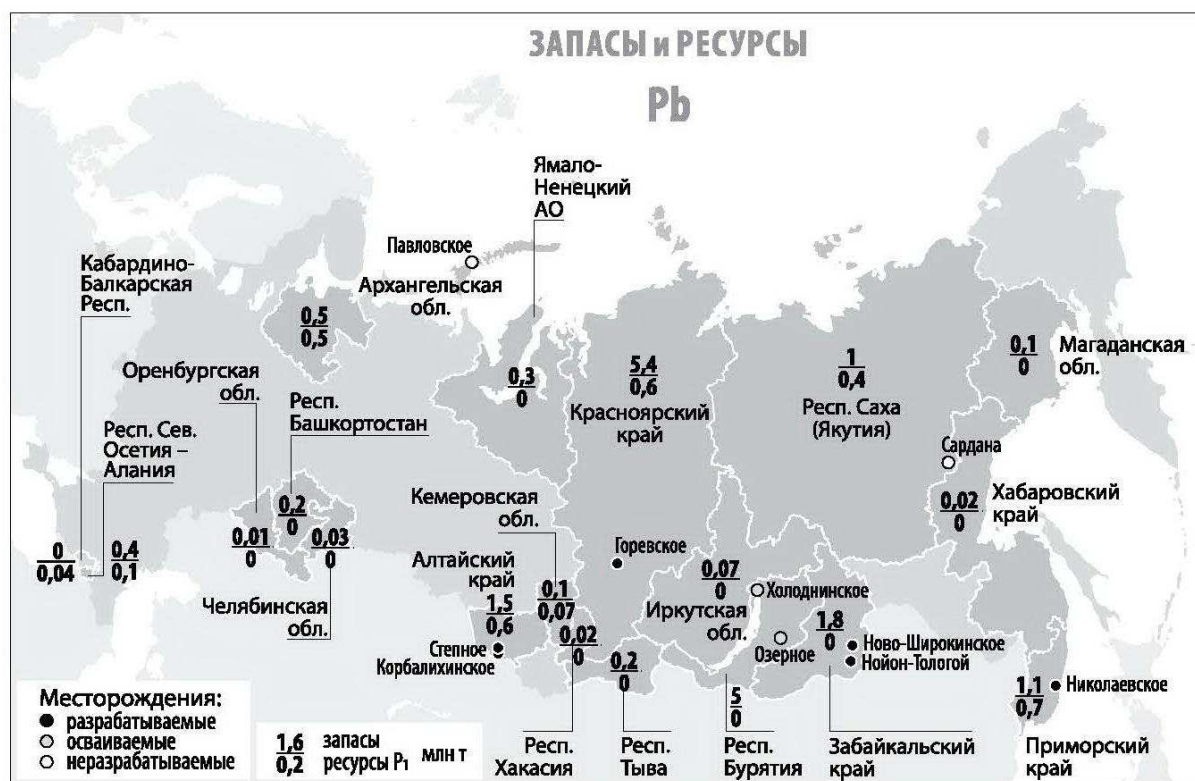 ЗАПАСЫ и РЕСУРСЫ
Pb
Ямало-
Ненецкий
АО
Павловское
Архангельская
обл.
Кабардино-
Балкарская
Респ.
0,5
0,5
Оренбургская
обл.
Респ.
Башкортостан
Респ. Сев.
Осетия –
Алания
0,3
0
5,4
0,6
Красноярский
край
1
0,4
Респ. Саха
(Якутия)
0,1
0
Магаданская
обл.
Сардана
0,02
0
Хабаровский
край
0
0,04
0,4
0,1
0,01
0
0,2
0
0,03
0
Челябинская
обл.
Кемеровская
обл.
Алтайский
край
1,5
0,6
Степное
Корбалихинское
0,1
0,07
0,02
0
Горевское
0,07
0
Иркутская
обл.
Холоднинское
Озерное
1,8
0
Ново-Широкинское
Нойон-Тологой
0,2
0
5
0
1,1
0,7
Николаевское
Месторождения:
разрабатываемые
осваиваемые
неразрабатываемые
1,6 запасы
0,2 ресурсы P₁ млн т
Респ.
Хакасия
Респ.
Тыва
Респ.
Бурятия
Забайкальский
край
Приморский
край